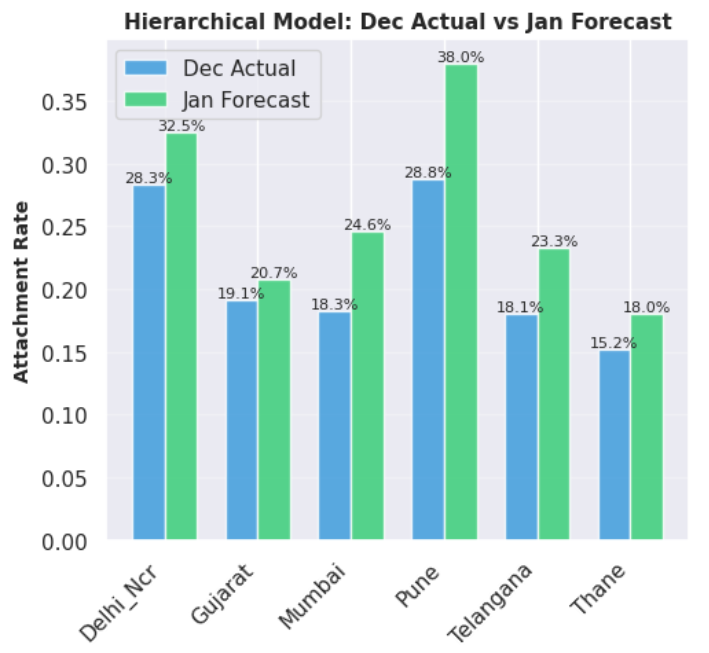 Hierarchical Model: Dec Actual vs Jan Forecast
Dec Actual
Jan Forecast
Attachment Rate
0.35
0.30
0.25
0.20
0.15
0.10
0.05
0.00
28.3%
32.5%
19.1%
20.7%
18.3%
24.6%
28.8%
38.0%
18.1%
23.3%
15.2%
18.0%
Delhi_Ncr
Gujarat
Mumbai
Pune
Telangana
Thane